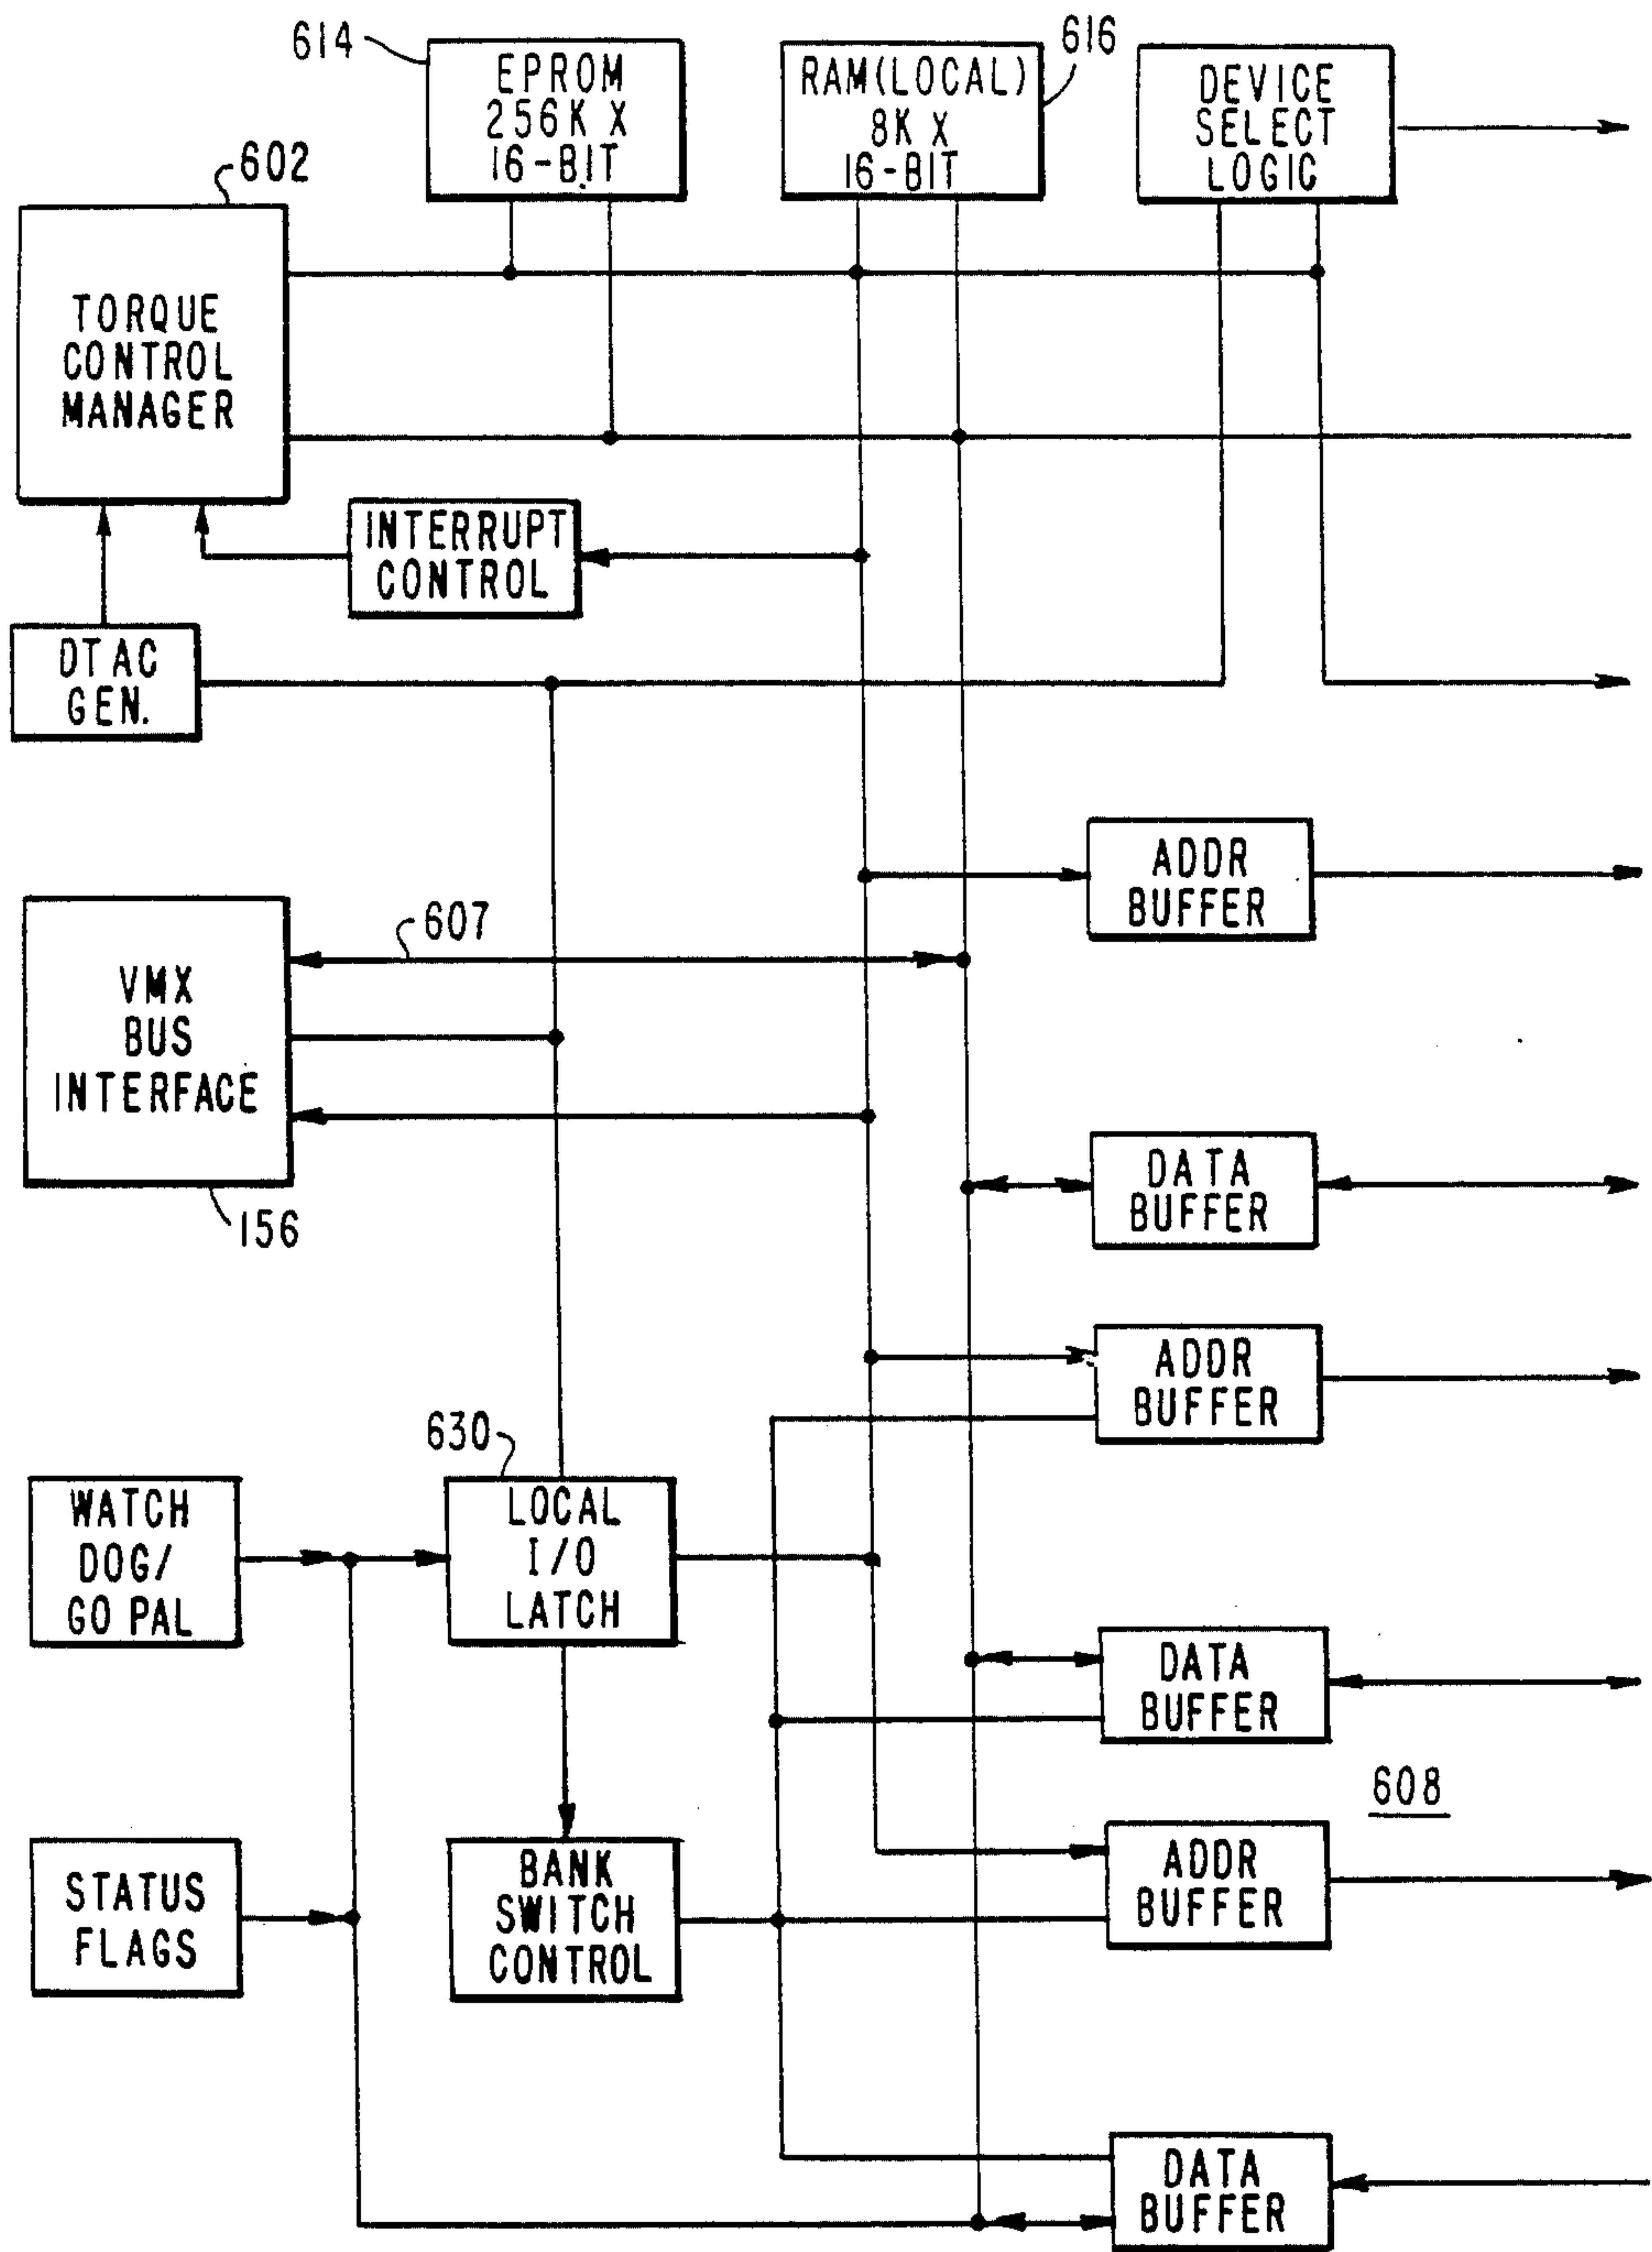 614
EPROM
256K X
16-BIT
RAM(LOCAL)
8K X
16-BIT
616
DEVICE
SELECT
LOGIC
602
TORQUE
CONTROL
MANAGER
INTERRUPT
CONTROL
DTAC
GEN.
ADDR
BUFFER
607
VMX
BUS
INTERFACE
156
DATA
BUFFER
ADDR
BUFFER
630
WATCH
DOG/
GO PAL
LOCAL
I/O
LATCH
DATA
BUFFER
608
STATUS
FLAGS
BANK
SWITCH
CONTROL
ADDR
BUFFER
DATA
BUFFER